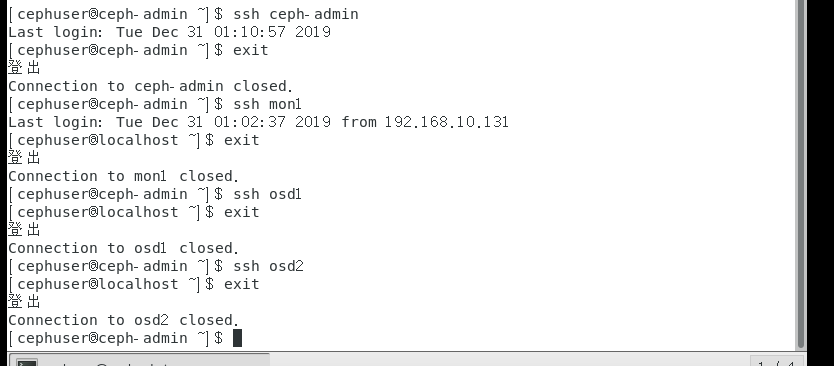 [cephuser@ceph-admin ~]$ ssh ceph-admin
Last login: Tue Dec 31 01:10:57 2019
[cephuser@ceph-admin ~]$ exit
登出
Connection to ceph-admin closed.
[cephuser@ceph-admin ~]$ ssh mon1
Last login: Tue Dec 31 01:02:37 2019 from 192.168.10.131
[cephuser@localhost ~]$ exit
登出
Connection to mon1 closed.
[cephuser@ceph-admin ~]$ ssh osd1
[cephuser@localhost ~]$ exit
登出
Connection to osd1 closed.
[cephuser@ceph-admin ~]$ ssh osd2
[cephuser@localhost ~]$ exit
登出
Connection to osd2 closed.
[cephuser@ceph-admin ~]$
1 / 4